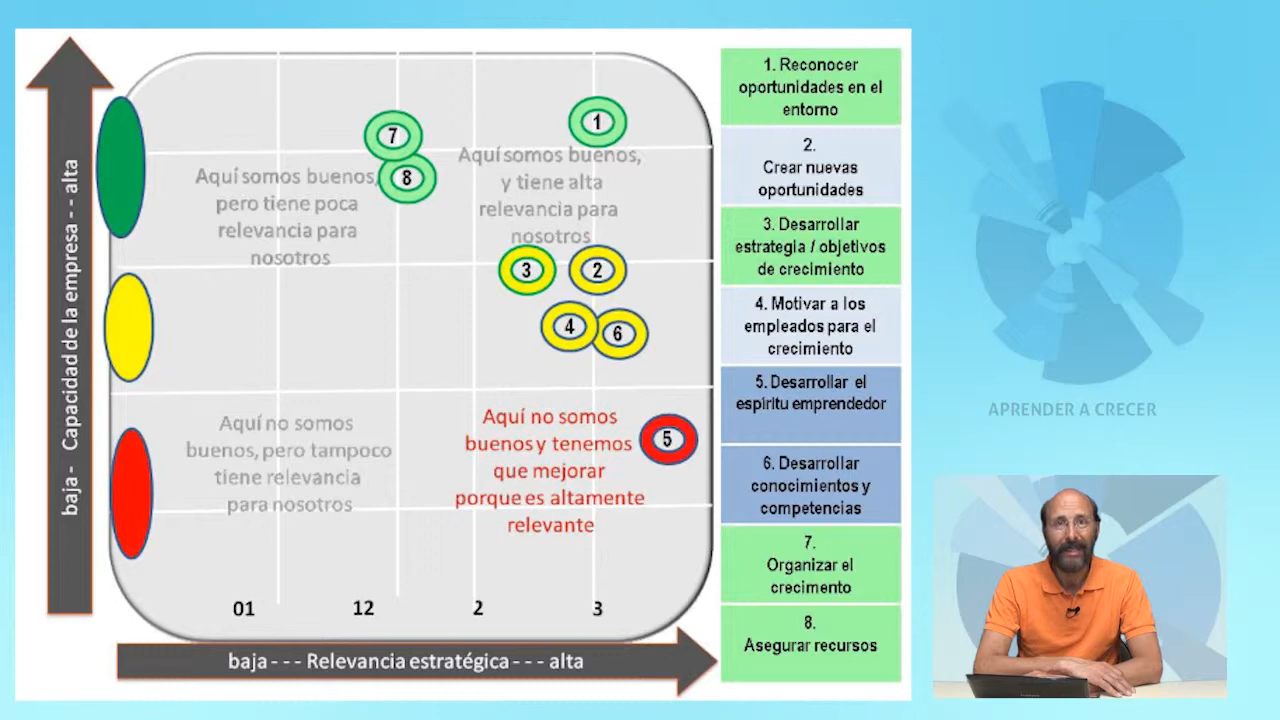 baja - Capacidad de la empresa - - alta
7
8
1
3
2
4
6
5
Aquí somos buenos,
pero tiene poca
relevancia para
nosotros
Aquí somos buenos,
y tiene alta
relevancia para
nosotros
Aquí no somos
buenos, pero tampoco
tiene relevancia
para nosotros
Aquí no somos
buenos y tenemos
que mejorar
porque es altamente
relevante
01
12
2
3
baja - - - Relevancia estratégica - - - alta
1. Reconocer
oportunidades en el
entorno
2.
Crear nuevas
oportunidades
3. Desarrollar
estrategia / objetivos
de crecimiento
4. Motivar a los
empleados para el
crecimiento
5. Desarrollar el
espíritu emprendedor
6. Desarrollar
conocimientos y
competencias
7.
Organizar el
crecimento
8.
Asegurar recursos
APRENDER A CRECER